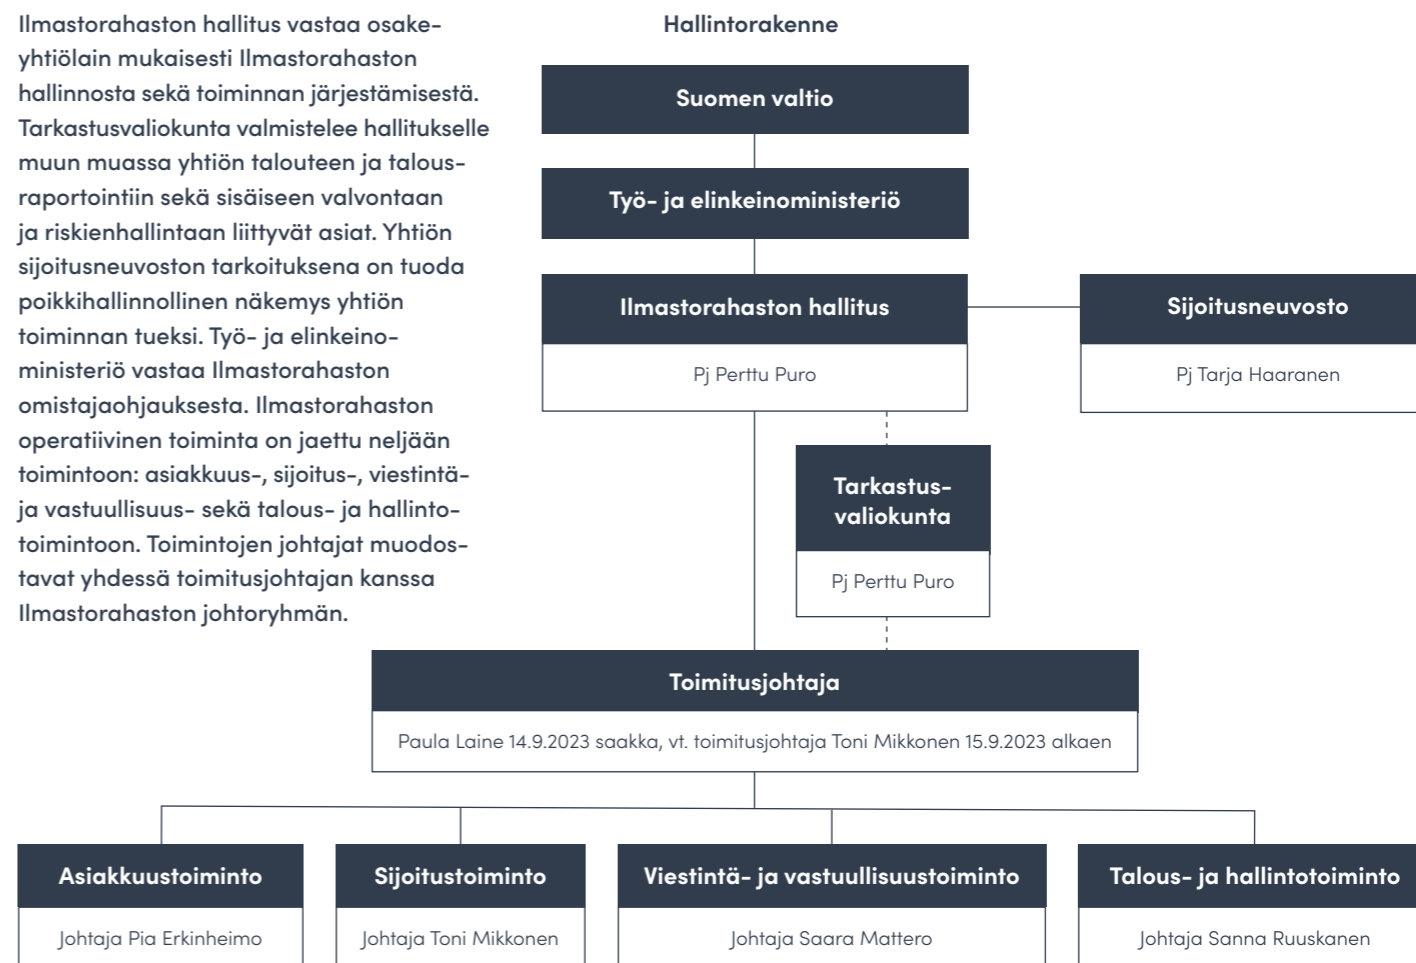 Ilmastorahaston hallitus vastaa osake-
yhtiölain mukaisesti Ilmastorahaston
hallinnosta sekä toiminnan järjestämisestä.
Tarkastusvaliokunta valmistelee hallitukselle
muun muassa yhtiön talouteen ja talous-
raportointiin sekä sisäiseen valvontaan
ja riskienhallintaan liittyvät asiat. Yhtiön
sijoitusneuvoston tarkoituksena on tuoda
poikkihallinnollinen näkemys yhtiön
toiminnan tueksi. Työ- ja elinkeino-
ministeriö vastaa Ilmastorahaston
omistajaohjauksesta. Ilmastorahaston
operatiivinen toiminta on jaettu neljään
toimintoon: asiakkuus-, sijoitus-, viestintä-
ja vastuullisuus- sekä talous- ja hallinto-
toimintoon. Toimintojen johtajat muodos-
tavat yhdessä toimitusjohtajan kanssa
Ilmastorahaston johtoryhmän.
Hallintorakenne
Suomen valtio
Työ- ja elinkeinoministeriö
Ilmastorahaston hallitus
Pj Perttu Puro
Sijoitusneuvosto
Pj Tarja Haaranen
Tarkastus-
valiokunta
Pj Perttu Puro
Toimitusjohtaja
Paula Laine 14.9.2023 saakka, vt. toimitusjohtaja Toni Mikkonen 15.9.2023 alkaen
Asiakkuustoiminto
Johtaja Pia Erkinheimo
Sijoitustoiminto
Johtaja Toni Mikkonen
Viestintä- ja vastuullisuustoiminto
Johtaja Saara Mattero
Talous- ja hallintotoiminto
Johtaja Sanna Ruuskanen